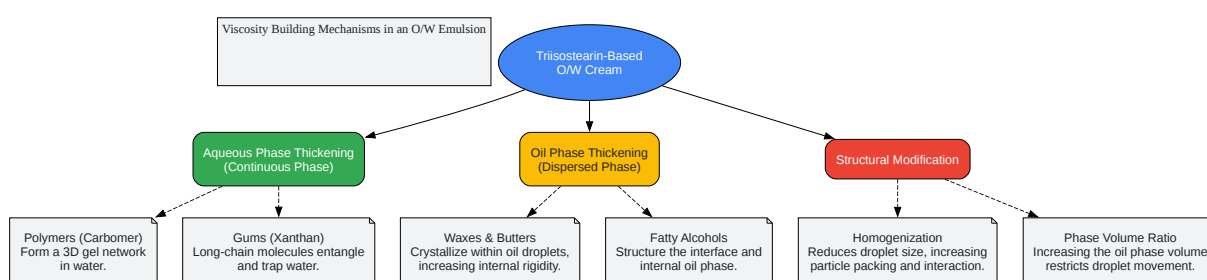 Viscosity Building Mechanisms in an O/W Emulsion
Triisostearin-Based
O/W Cream
Aqueous Phase Thickening
(Continuous Phase)
Oil Phase Thickening
(Dispersed Phase)
Structural Modification
Polymers (Carbomer)
Form a 3D gel network
in water.
Gums (Xanthan)
Long-chain molecules entangle
and trap water.
Waxes & Butters
Crystallize within oil droplets,
increasing internal rigidity.
Fatty Alcohols
Structure the interface and
internal oil phase.
Homogenization
Reduces droplet size, increasing
particle packing and interaction.
Phase Volume Ratio
Increasing the oil phase volume
restricts droplet movement.